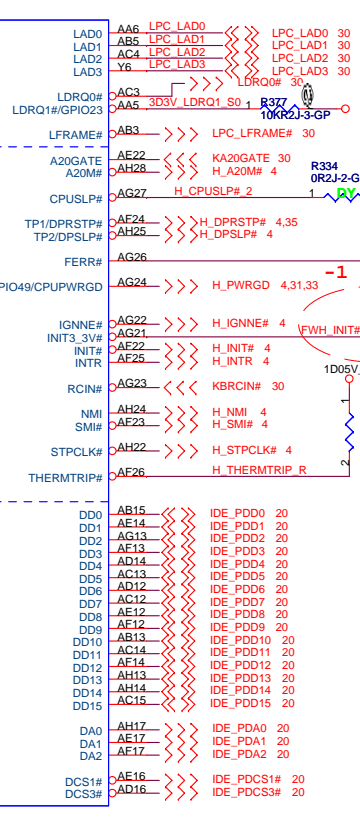 LAD0 AA6 LPC_LAD0 LPC_LAD0 30
LAD1 AB5 LPC_LAD1 LPC_LAD1 30
LAD2 AC4 LPC_LAD2 LPC_LAD2 30
LAD3 Y6 LPC_LAD3 LPC_LAD3 30
LDRQ0# AC3 LDRQ0# 30
LDRQ1#/GPIO23 AA5 3D3V_LDRQ1_S0 1 R377
10KR2J-3-GP
LFRAME# AB3 LPC_LFRAME# 30
A20GATE AE22 KA20GATE 30
A20M# AH28 H_A20M# 4
R334
0R2J-2-G
CPUSLP# AG27 H_CPUSLP#_2 1 DY
TP1/DPRSTP# AF24 H_DPRSTP# 4,35
TP2/DPSLP# AH25 H_DPSLP# 4
FERR# AG26
-1
PIO49/CPUPWRGD AG24 H_PWRGD 4,31,33
IGNNE# AG22 H_IGNNE# 4
INIT3_3V# AG21 FWH_INIT#
INIT# AF22 H_INIT# 4
INTR AF25 H_INTR 4
1D05V_
RCIN# AG23 KBRCIN# 30
1
NMI AH24 H_NMI 4
SMI# AF23 H_SMI# 4
STPCLK# AH22 H_STPCLK# 4
2
THERMTRIP# AF26 H_THERMTRIP_R
DD0 AB15 IDE_PDD0 20
DD1 AE14 IDE_PDD1 20
DD2 AG13 IDE_PDD2 20
DD3 AF13 IDE_PDD3 20
DD4 AD14 IDE_PDD4 20
DD5 AC13 IDE_PDD5 20
DD6 AD12 IDE_PDD6 20
DD7 AC12 IDE_PDD7 20
DD8 AE12 IDE_PDD8 20
DD9 AF12 IDE_PDD9 20
DD10 AB13 IDE_PDD10 20
DD11 AC14 IDE_PDD11 20
DD12 AF14 IDE_PDD12 20
DD13 AH13 IDE_PDD13 20
DD14 AH14 IDE_PDD14 20
DD15 AC15 IDE_PDD15 20
DA0 AH17 IDE_PDA0 20
DA1 AE17 IDE_PDA1 20
DA2 AF17 IDE_PDA2 20
DCS1# AE16 IDE_PDCS1# 20
DCS3# AD16 IDE_PDCS3# 20